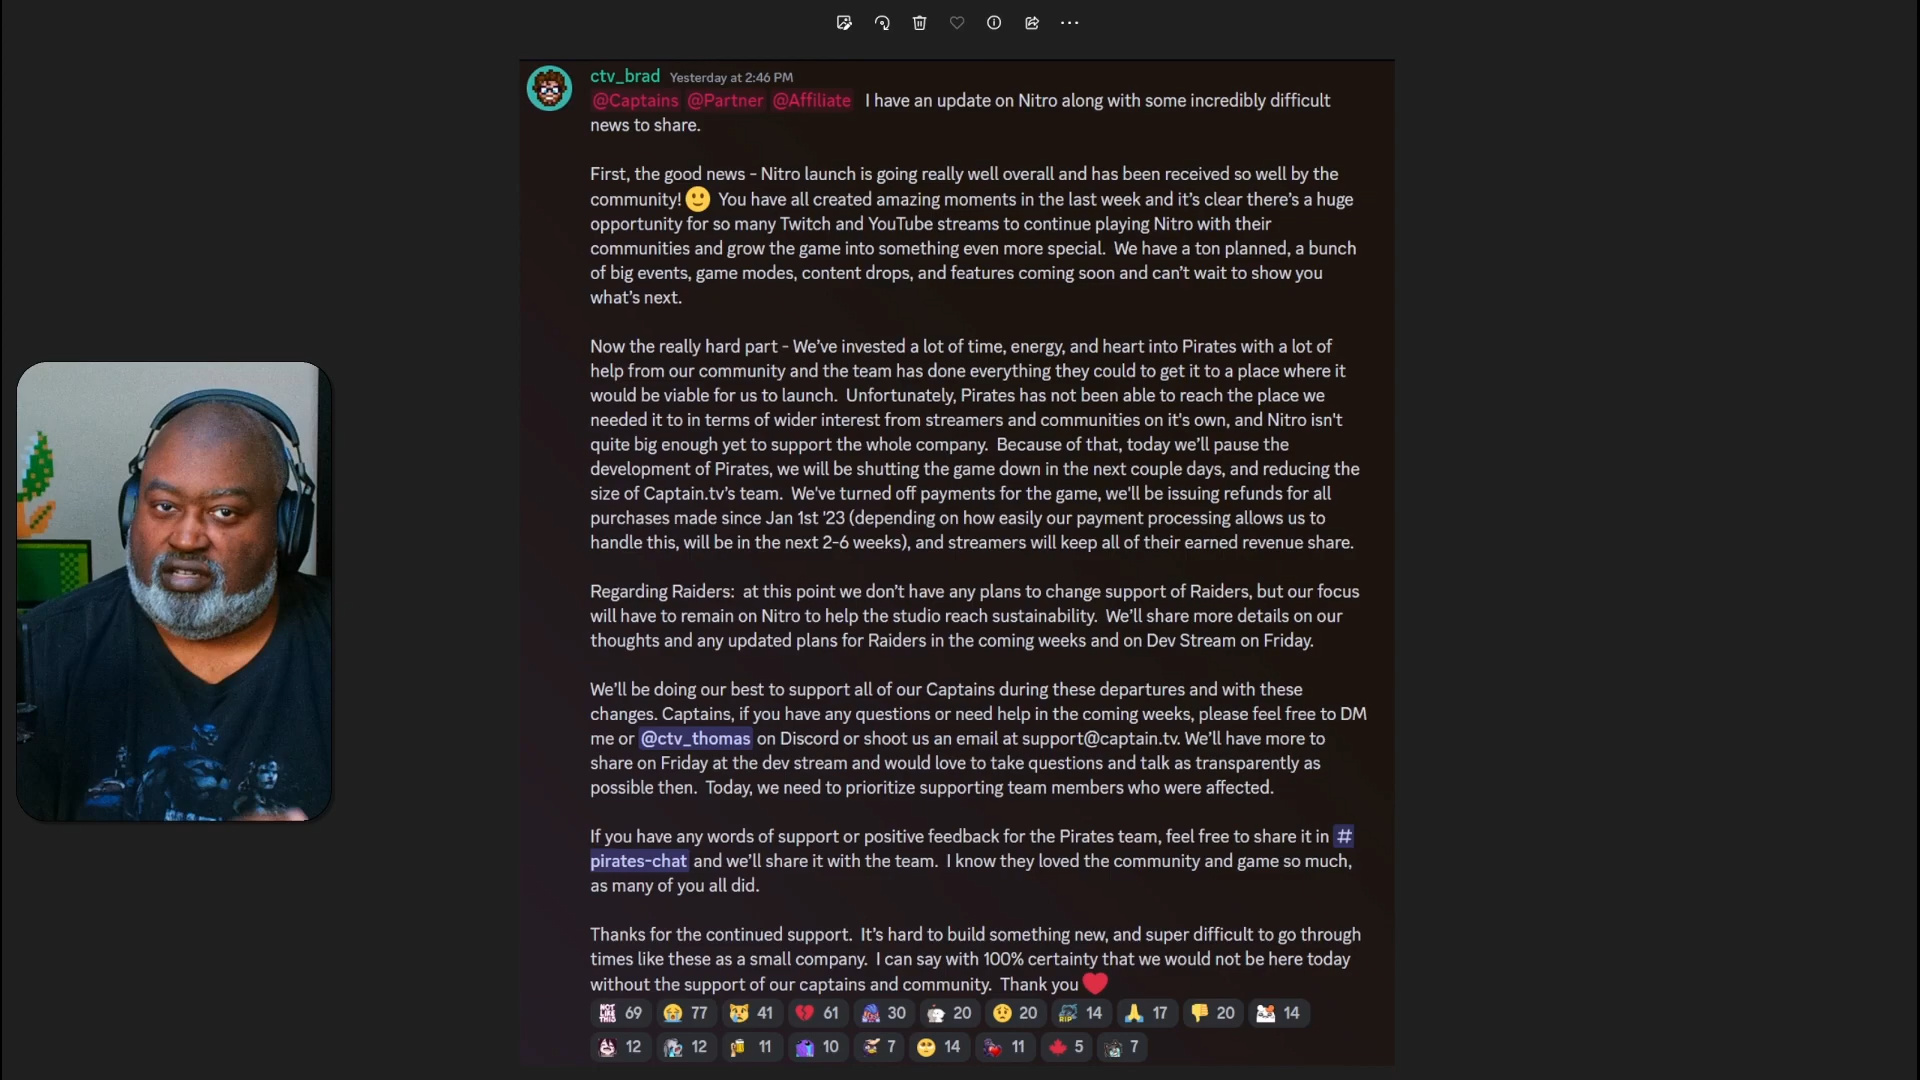 ctv_brad Yesterday at 2:46 PM
@Captains @Partner @Affiliate I have an update on Nitro along with some incredibly difficult
news to share.
First, the good news - Nitro launch is going really well overall and has been received so well by the
community! 🙂 You have all created amazing moments in the last week and it's clear there's a huge
opportunity for so many Twitch and YouTube streams to continue playing Nitro with their
communities and grow the game into something even more special. We have a ton planned, a bunch
of big events, game modes, content drops, and features coming soon and can't wait to show you
what's next.
Now the really hard part - We've invested a lot of time, energy, and heart into Pirates with a lot of
help from our community and the team has done everything they could to get it to a place where it
would be viable for us to launch. Unfortunately, Pirates has not been able to reach the place we
needed it to in terms of wider interest from streamers and communities on it's own, and Nitro isn't
quite big enough yet to support the whole company. Because of that, today we'll pause the
development of Pirates, we will be shutting the game down in the next couple days, and reducing the
size of Captain.tv's team. We've turned off payments for the game, we'll be issuing refunds for all
purchases made since Jan 1st '23 (depending on how easily our payment processing allows us to
handle this, will be in the next 2-6 weeks), and streamers will keep all of their earned revenue share.
Regarding Raiders: at this point we don't have any plans to change support of Raiders, but our focus
will have to remain on Nitro to help the studio reach sustainability. We'll share more details on our
thoughts and any updated plans for Raiders in the coming weeks and on Dev Stream on Friday.
We'll be doing our best to support all of our Captains during these departures and with these
changes. Captains, if you have any questions or need help in the coming weeks, please feel free to DM
me or @ctv_thomas on Discord or shoot us an email at support@captain.tv. We'll have more to
share on Friday at the dev stream and would love to take questions and talk as transparently as
possible then. Today, we need to prioritize supporting team members who were affected.
If you have any words of support or positive feedback for the Pirates team, feel free to share it in #
pirates-chat and we'll share it with the team. I know they loved the community and game so much,
as many of you all did.
Thanks for the continued support. It's hard to build something new, and super difficult to go through
times like these as a small company. I can say with 100% certainty that we would not be here today
without the support of our captains and community. Thank you ❤️
NOT LIKE THIS 69 77 41 61 30 20 20 RIP 14 17 20 14
12 12 11 10 7 14 11 5 7